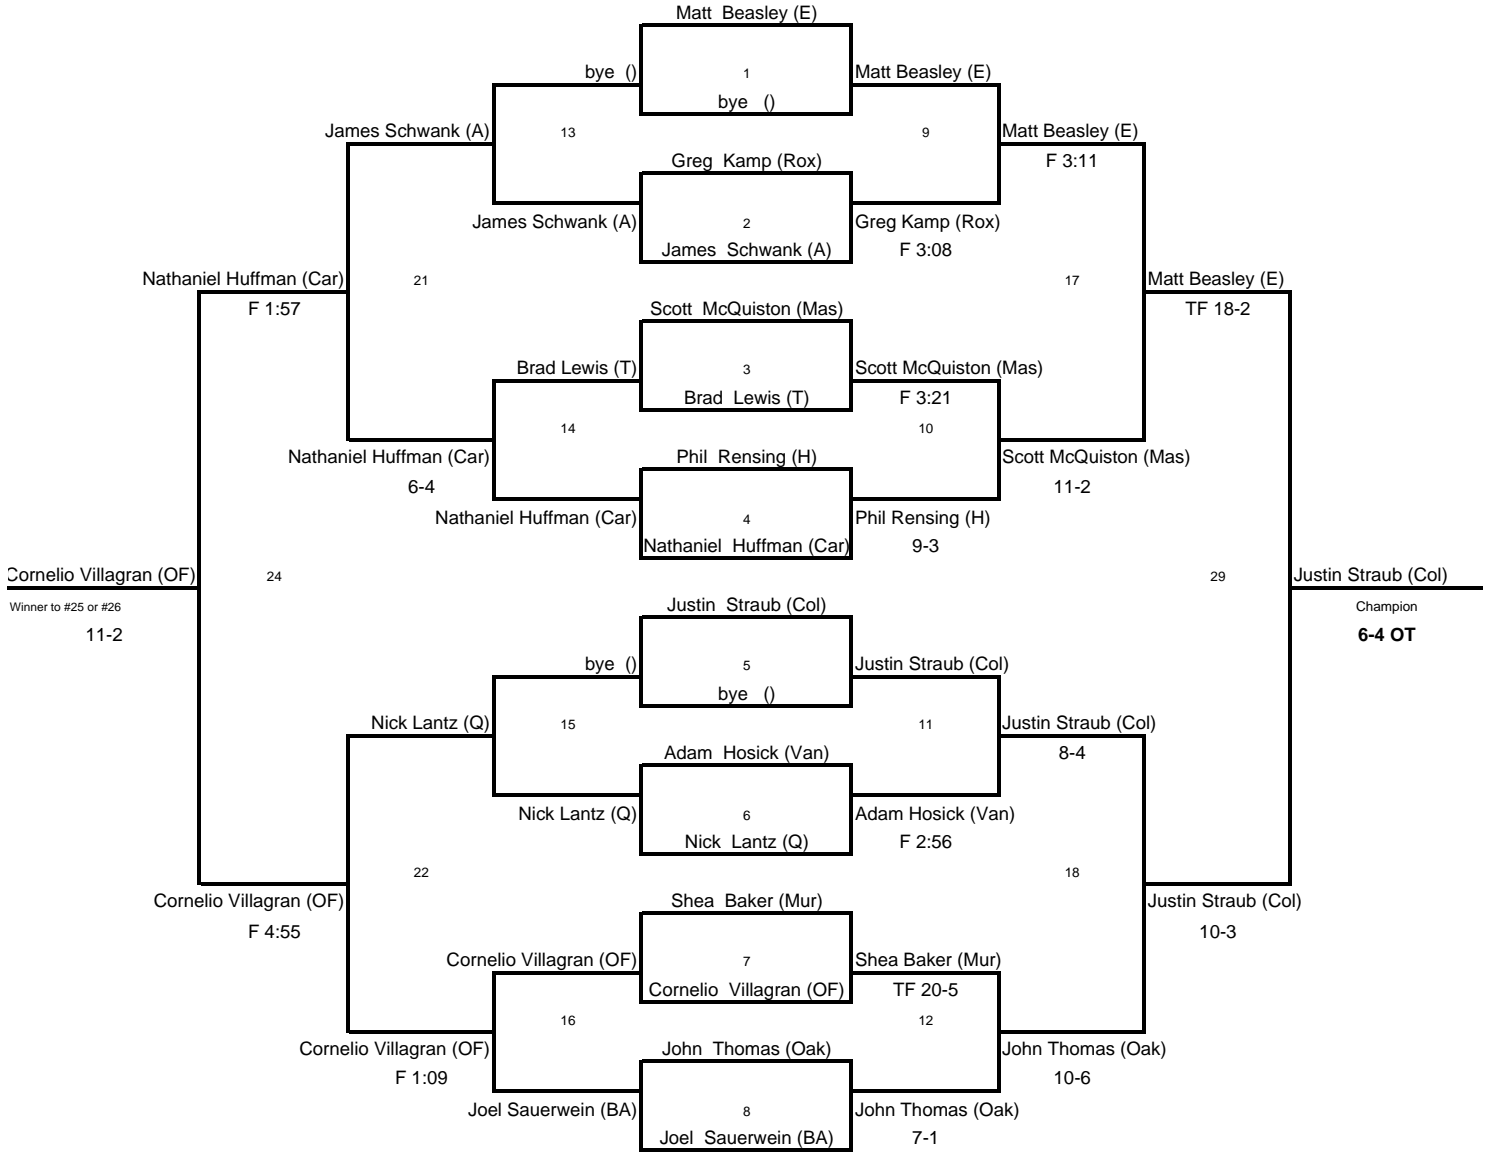 Matt Beasley (E)
bye ()
1
Matt Beasley (E)
bye ()
James Schwank (A)
13
9
Matt Beasley (E)
Greg Kamp (Rox)
F 3:11
James Schwank (A)
2
Greg Kamp (Rox)
James Schwank (A)
F 3:08
Nathaniel Huffman (Car)
21
17
Matt Beasley (E)
F 1:57
Scott McQuiston (Mas)
TF 18-2
Brad Lewis (T)
3
Scott McQuiston (Mas)
Brad Lewis (T)
F 3:21
14
10
Nathaniel Huffman (Car)
Phil Rensing (H)
Scott McQuiston (Mas)
6-4
11-2
Nathaniel Huffman (Car)
4
Phil Rensing (H)
Nathaniel Huffman (Car)
9-3
Cornelio Villagran (OF)
24
29
Justin Straub (Col)
Winner to #25 or #26
Justin Straub (Col)
Champion
11-2
6-4 OT
bye ()
5
Justin Straub (Col)
bye ()
Nick Lantz (Q)
15
11
Justin Straub (Col)
Adam Hosick (Van)
8-4
Nick Lantz (Q)
6
Adam Hosick (Van)
Nick Lantz (Q)
F 2:56
22
18
Cornelio Villagran (OF)
Shea Baker (Mur)
Justin Straub (Col)
F 4:55
10-3
Cornelio Villagran (OF)
7
Shea Baker (Mur)
Cornelio Villagran (OF)
TF 20-5
16
12
Cornelio Villagran (OF)
John Thomas (Oak)
John Thomas (Oak)
F 1:09
10-6
Joel Sauerwein (BA)
8
John Thomas (Oak)
Joel Sauerwein (BA)
7-1